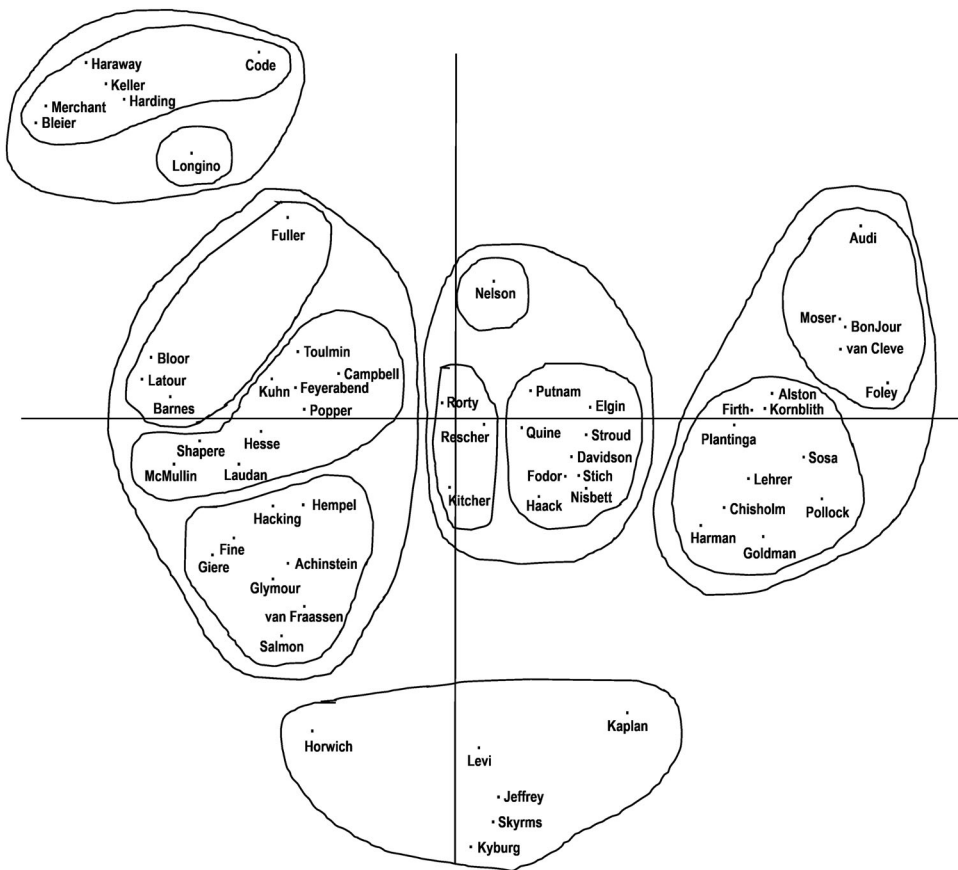 Haraway
Code
Keller
Harding
Merchant
Bleier
Longino
Fuller
Bloor
Latour
Barnes
Toulmin
Campbell
Kuhn
Feyerabend
Popper
Hesse
Shapere
McMullin
Laudan
Hempel
Hacking
Fine
Giere
Achinstein
Glymour
van Fraassen
Salmon
Nelson
Rorty
Rescher
Kitcher
Putnam
Elgin
Quine
Stroud
Davidson
Fodor
Stich
Nisbett
Haack
Audi
Moser
BonJour
van Cleve
Foley
Alston
Firth
Kornblith
Plantinga
Sosa
Lehrer
Chisholm
Pollock
Harman
Goldman
Horwich
Kaplan
Levi
Jeffrey
Skyrms
Kyburg